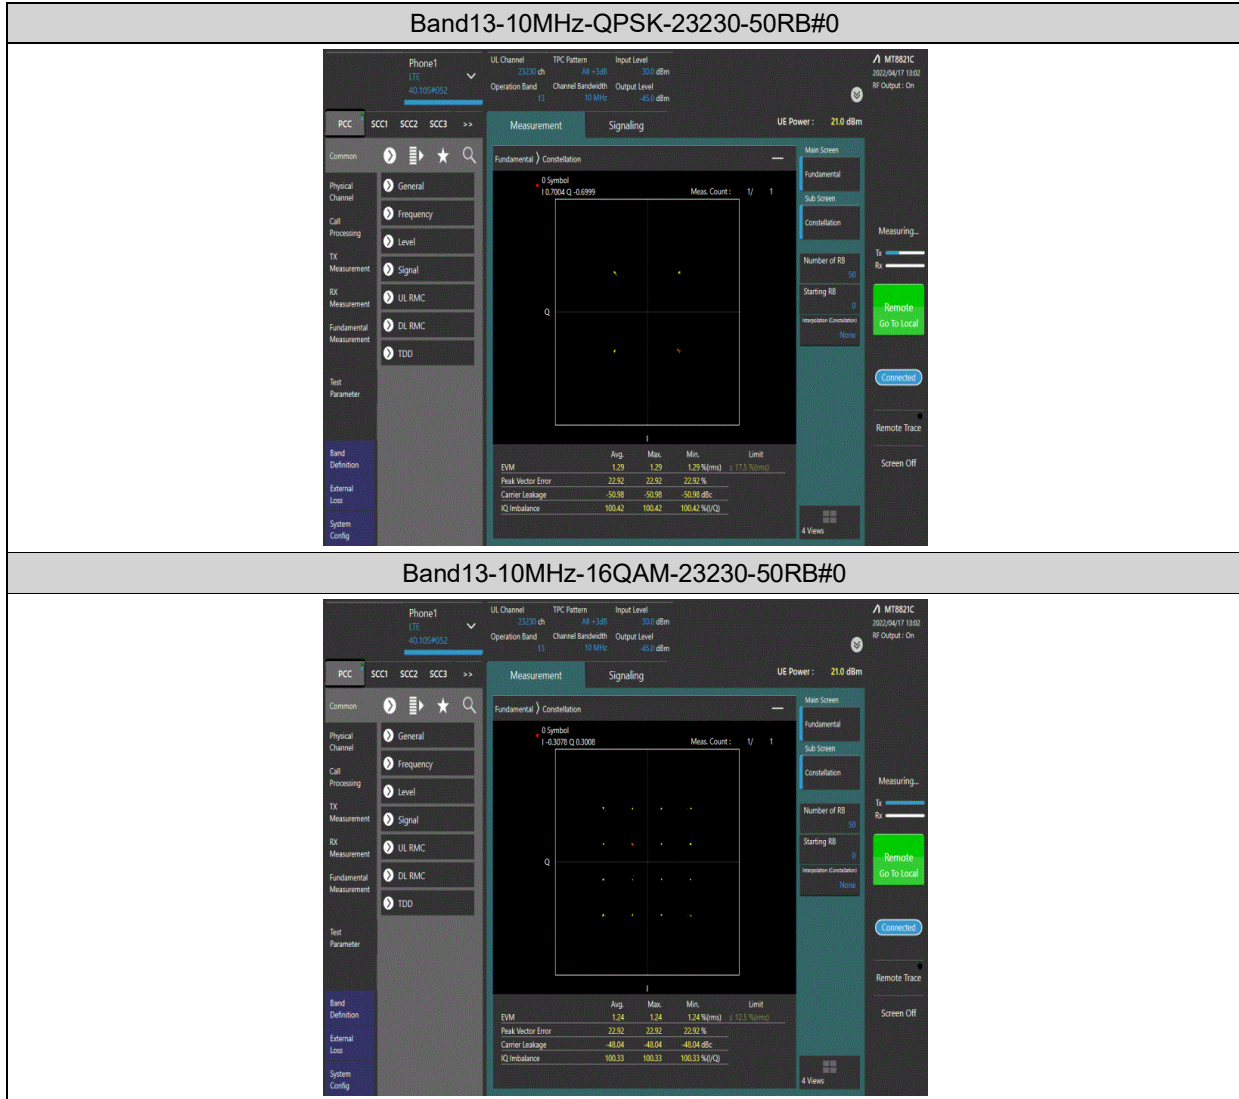 Band13-10MHz-QPSK-23230-50RB#0
Phone1
LTE
40.10S#052
UL Channel TPC Pattern Input Level
23230 ch All +3dB 30.0 dBm
Operation Band Channel Bandwidth Output Level
13 10 MHz -45.0 dBm
MT8821C
2022/04/17 13:02
RF Output : On
PCC SCC1 SCC2 SCC3 >>
Measurement Signaling
UE Power : 21.0 dBm
Common
Physical Channel
Call Processing
TX Measurement
RX Measurement
Fundamental Measurement
Test Parameter
Band Definition
External Loss
System Config
General
Frequency
Level
Signal
UL RMC
DL RMC
TDD
Fundamental Constellation
0 Symbol
I 0.7004 Q -0.6999
Meas. Count : 1/ 1
Q
I
Avg. Max. Min. Limit
EVM 1.29 1.29 1.29 %(rms) ≤ 17.5 %(rms)
Peak Vector Error 22.92 22.92 22.92 %
Carrier Leakage -50.98 -50.98 -50.98 dBc
IQ Imbalance 100.42 100.42 100.42 %(I/Q)
Main Screen
Fundamental
Sub Screen
Constellation
Number of RB
50
Starting RB
0
Interpolation (Constellation)
None
4 Views
Measuring...
Tx
Rx
Remote
Go To Local
Connected
Remote Trace
Screen Off
Band13-10MHz-16QAM-23230-50RB#0
Phone1
LTE
40.10S#052
UL Channel TPC Pattern Input Level
23230 ch All +3dB 30.0 dBm
Operation Band Channel Bandwidth Output Level
13 10 MHz -45.0 dBm
MT8821C
2022/04/17 13:02
RF Output : On
PCC SCC1 SCC2 SCC3 >>
Measurement Signaling
UE Power : 21.0 dBm
Common
Physical Channel
Call Processing
TX Measurement
RX Measurement
Fundamental Measurement
Test Parameter
Band Definition
External Loss
System Config
General
Frequency
Level
Signal
UL RMC
DL RMC
TDD
Fundamental Constellation
0 Symbol
I -0.3078 Q 0.3008
Meas. Count : 1/ 1
Q
I
Avg. Max. Min. Limit
EVM 1.24 1.24 1.24 %(rms) ≤ 12.5 %(rms)
Peak Vector Error 22.92 22.92 22.92 %
Carrier Leakage -48.04 -48.04 -48.04 dBc
IQ Imbalance 100.33 100.33 100.33 %(I/Q)
Main Screen
Fundamental
Sub Screen
Constellation
Number of RB
50
Starting RB
0
Interpolation (Constellation)
None
4 Views
Measuring...
Tx
Rx
Remote
Go To Local
Connected
Remote Trace
Screen Off